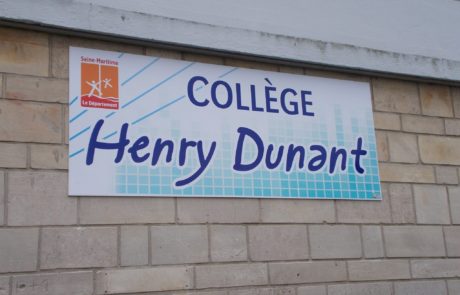 Seine-Maritime
Le Département
COLLÈGE
Henry Dunant